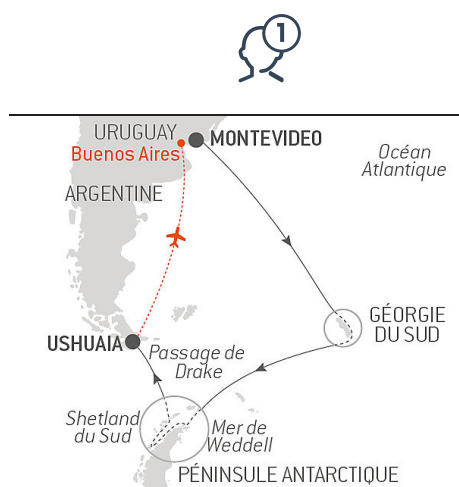 1
URUGUAY
MONTEVIDEO
Buenos Aires
Océan
Atlantique
ARGENTINE
GÉORGIE
DU SUD
USHUAIA
Passage de
Drake
Shetland
du Sud
Mer de
Weddell
PÉNINSULE ANTARCTIQUE